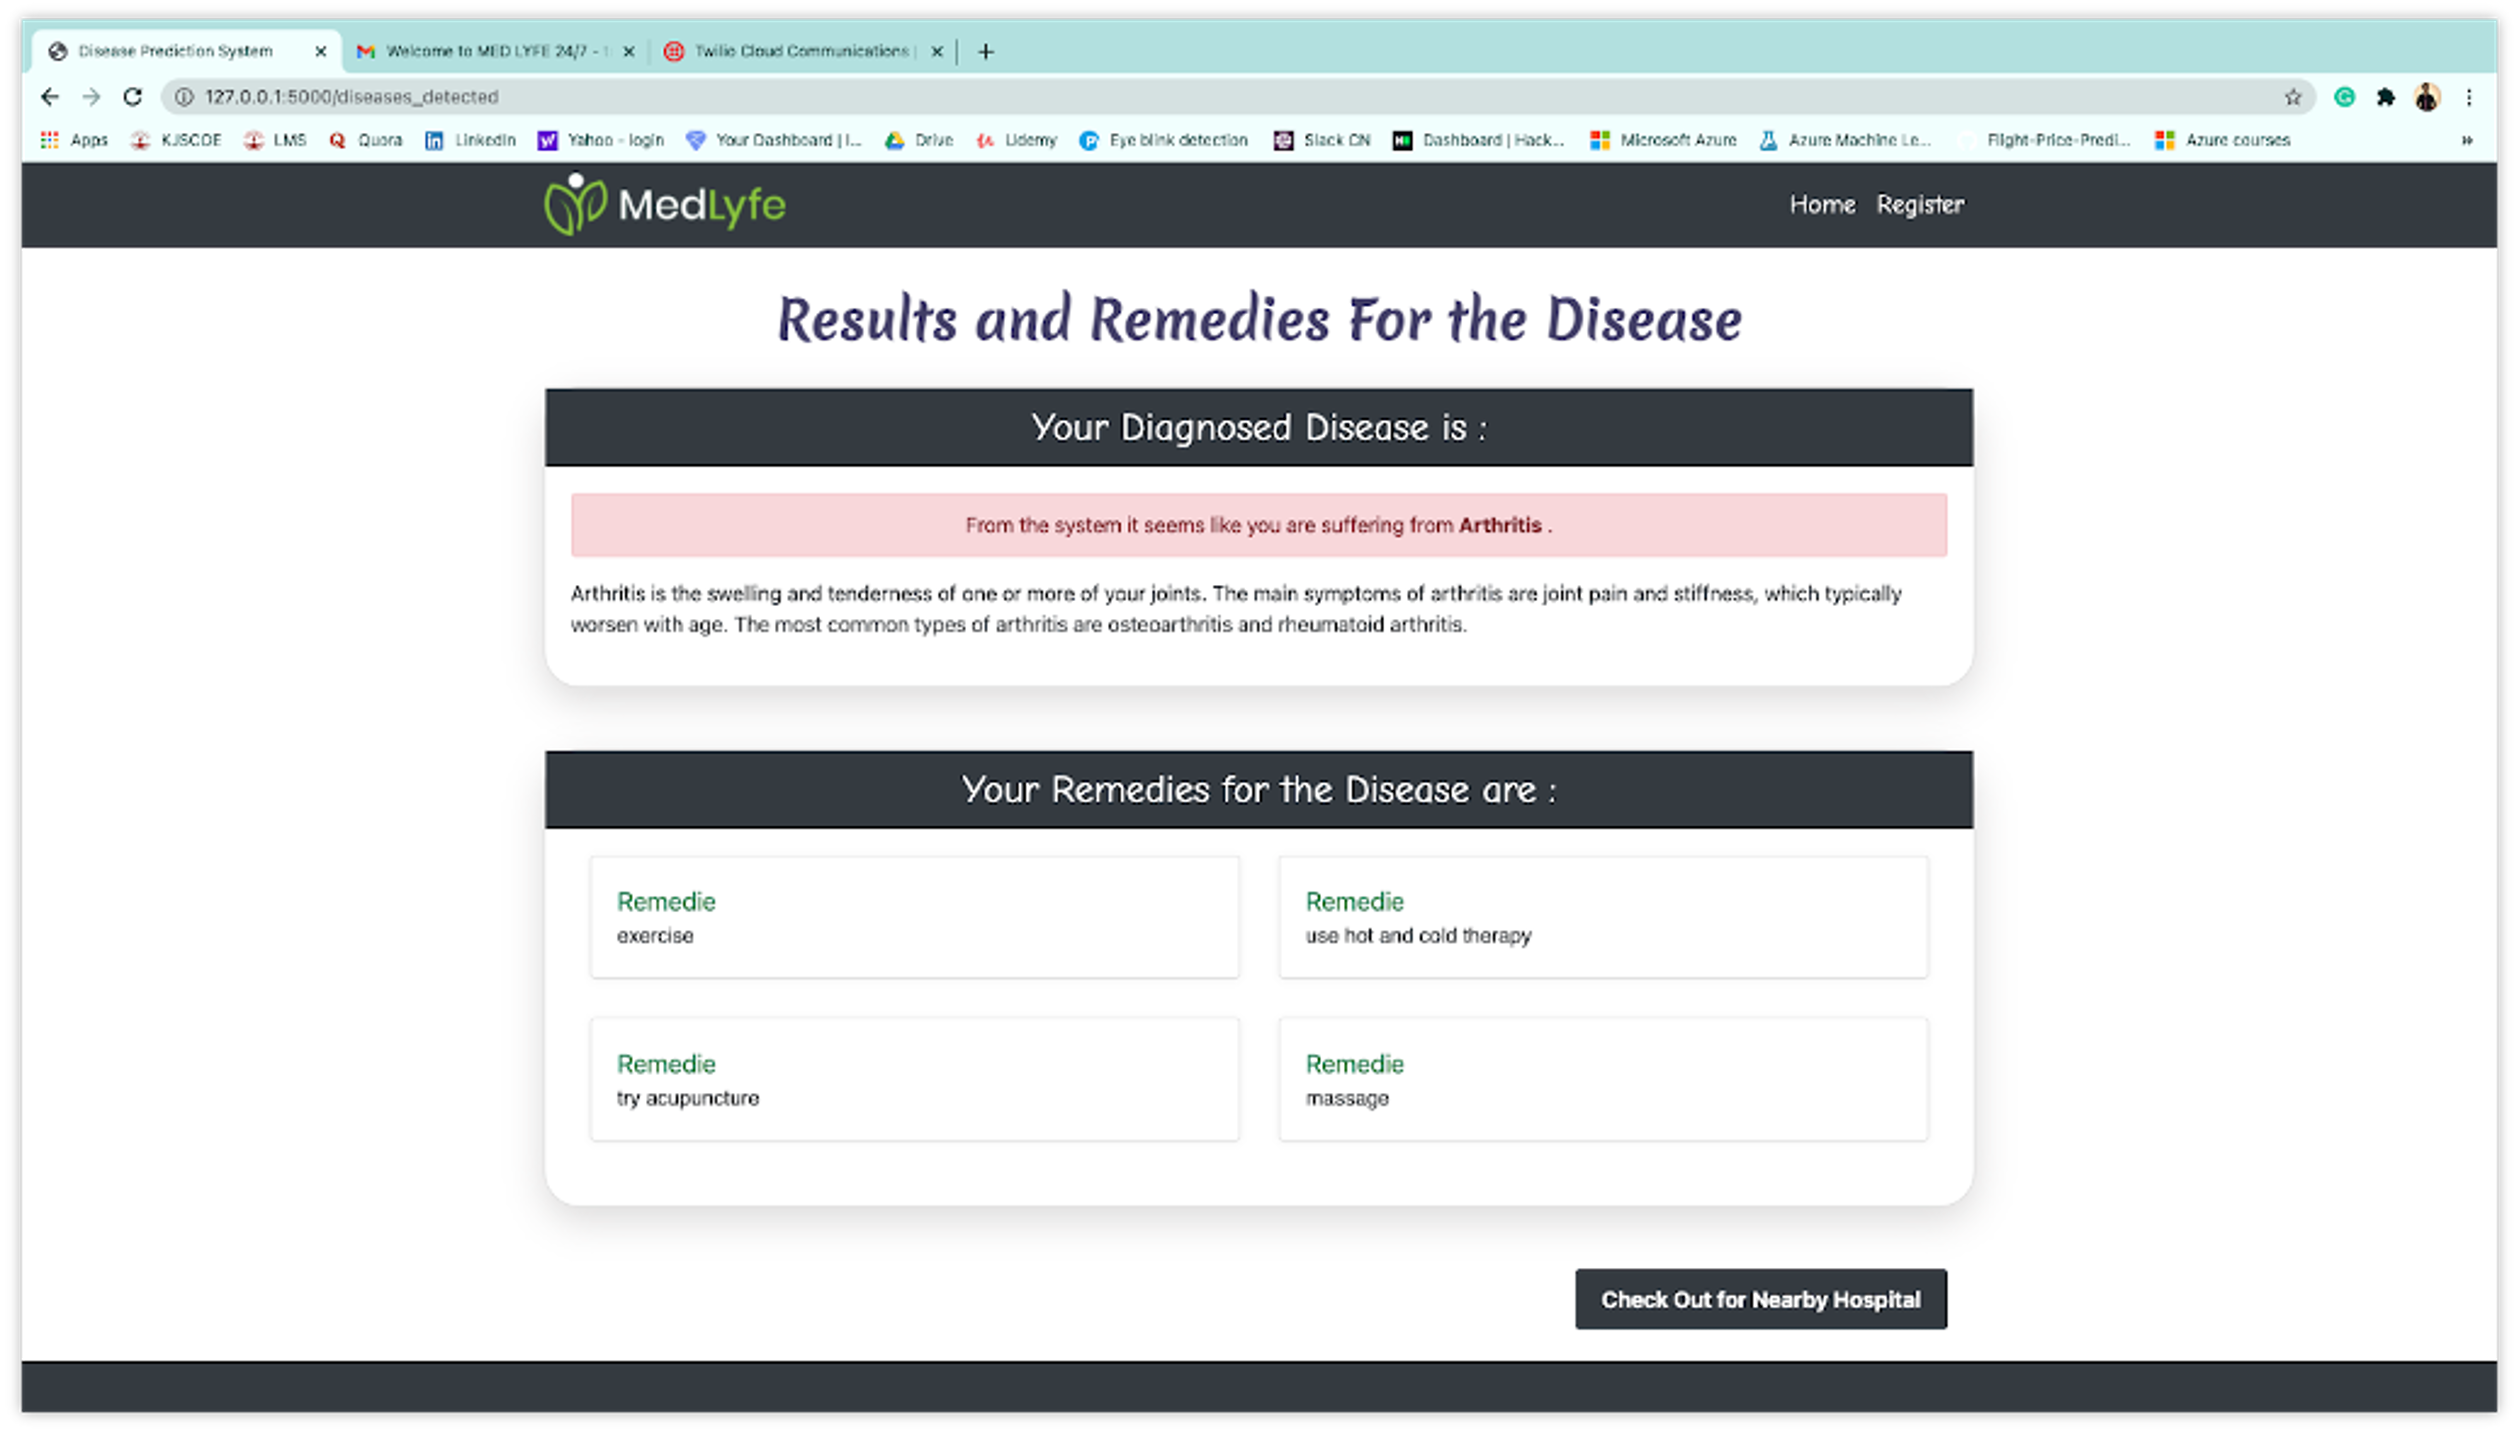 Disease Prediction System
Welcome to MED LYFE 24/7 -
Twilio Cloud Communications |
127.0.0.1:5000/diseases_detected
Apps KJSCOE LMS Quora LinkedIn Yahoo - login Your Dashboard | I... Drive Udemy Eye blink detection Slack CN Dashboard | Hack... Microsoft Azure Azure Machine Le... Flight-Price-Predi... Azure courses »
MedLyfe
Home Register
Results and Remedies For the Disease
Your Diagnosed Disease is :
From the system it seems like you are suffering from Arthritis .
Arthritis is the swelling and tenderness of one or more of your joints. The main symptoms of arthritis are joint pain and stiffness, which typically
worsen with age. The most common types of arthritis are osteoarthritis and rheumatoid arthritis.
Your Remedies for the Disease are :
Remedie
exercise
Remedie
use hot and cold therapy
Remedie
try acupuncture
Remedie
massage
Check Out for Nearby Hospital